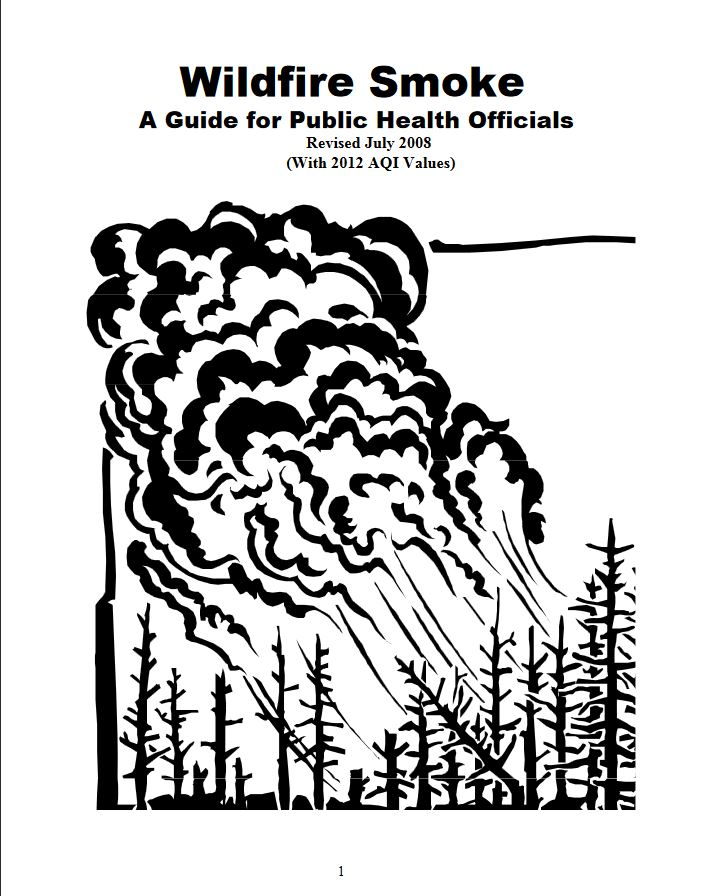 Wildfire Smoke
A Guide for Public Health Officials
Revised July 2008
(With 2012 AQI Values)
1